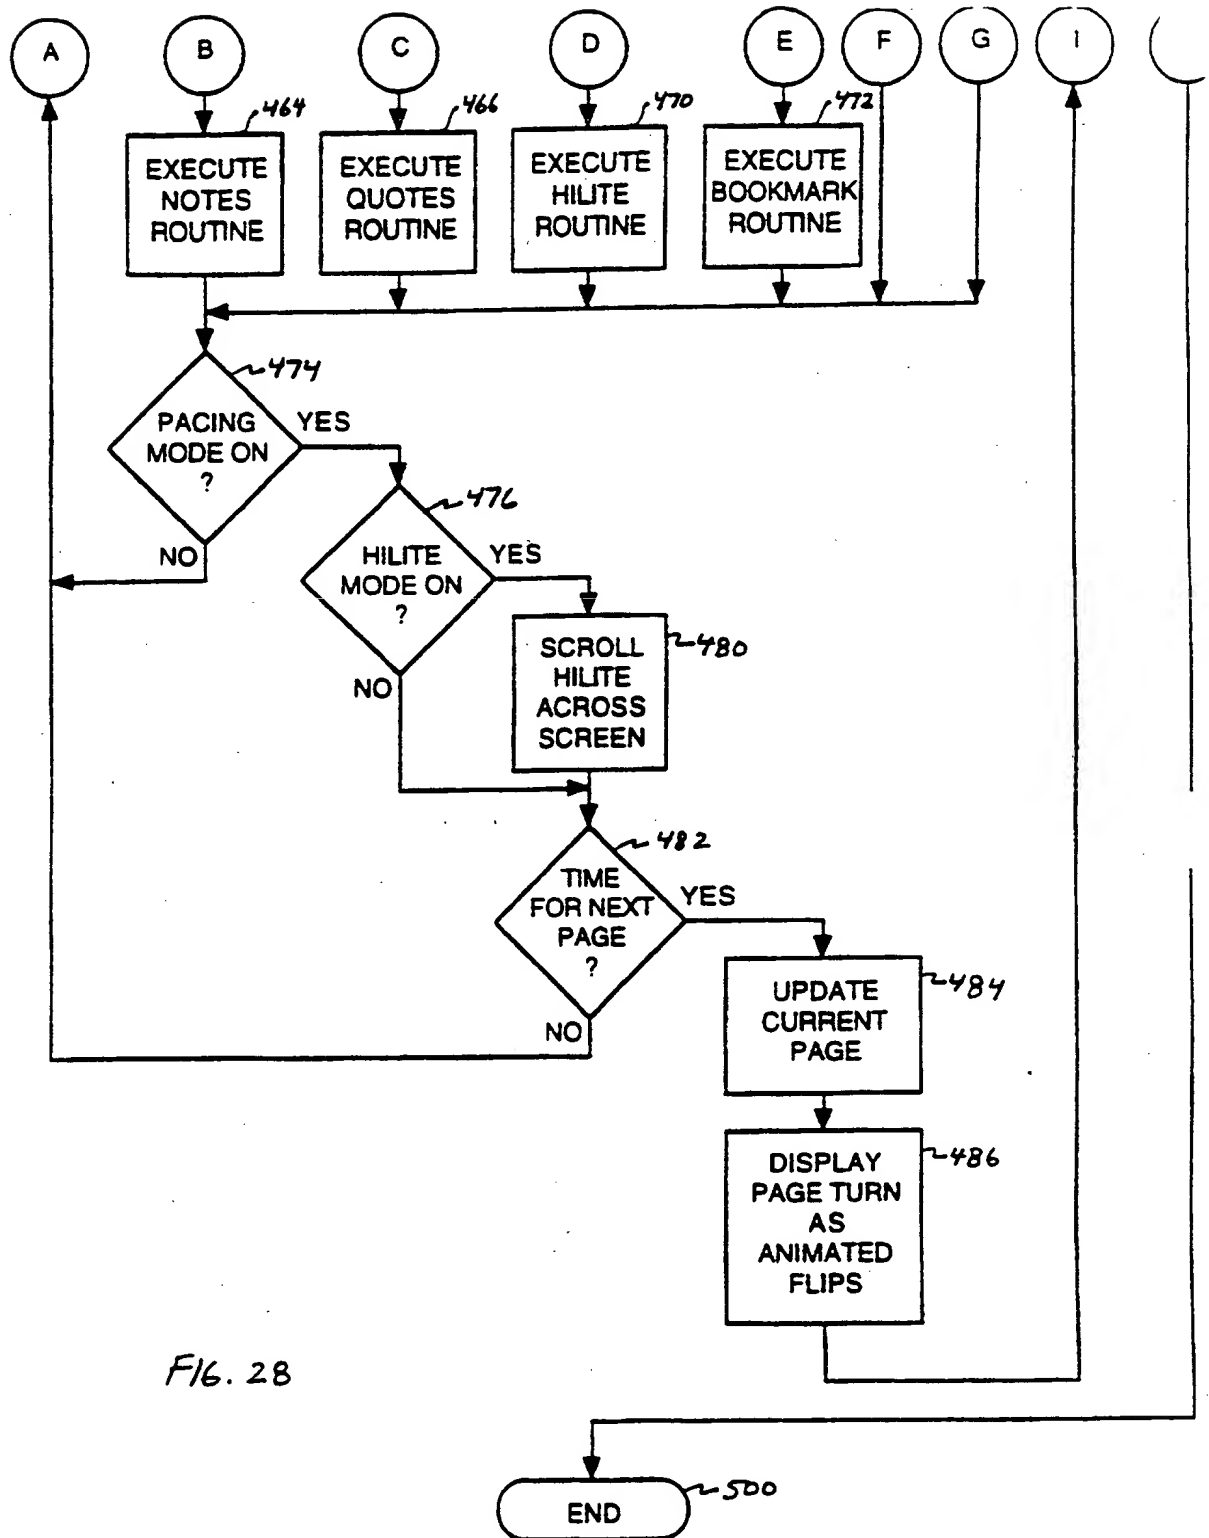 A B C D E F G I
464 466 470 472
EXECUTE
NOTES
ROUTINE
EXECUTE
QUOTES
ROUTINE
EXECUTE
HILITE
ROUTINE
EXECUTE
BOOKMARK
ROUTINE
474
PACING
MODE ON
?
YES
NO
476
HILITE
MODE ON
?
YES
NO
480
SCROLL
HILITE
ACROSS
SCREEN
482
TIME
FOR NEXT
PAGE
?
YES
NO
484
UPDATE
CURRENT
PAGE
486
DISPLAY
PAGE TURN
AS
ANIMATED
FLIPS
FIG. 28
500
END